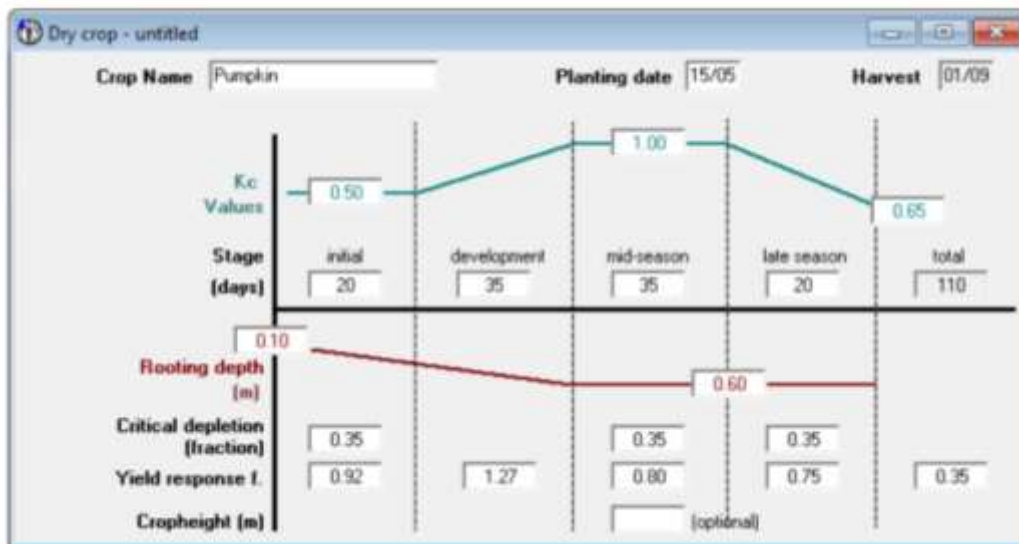 Dry crop - untitled
Crop Name Pumpkin Planting date 15/05 Harvest 01/09
1.00
Kc 0.50
Values 0.65
Stage initial development mid-season late season total
(days) 20 35 35 20 110
0.10
Rooting depth 0.60
(m)
Critical depletion
(fraction) 0.35 0.35 0.35
Yield response f. 0.92 1.27 0.80 0.75 0.35
Cropheight (m) (optional)